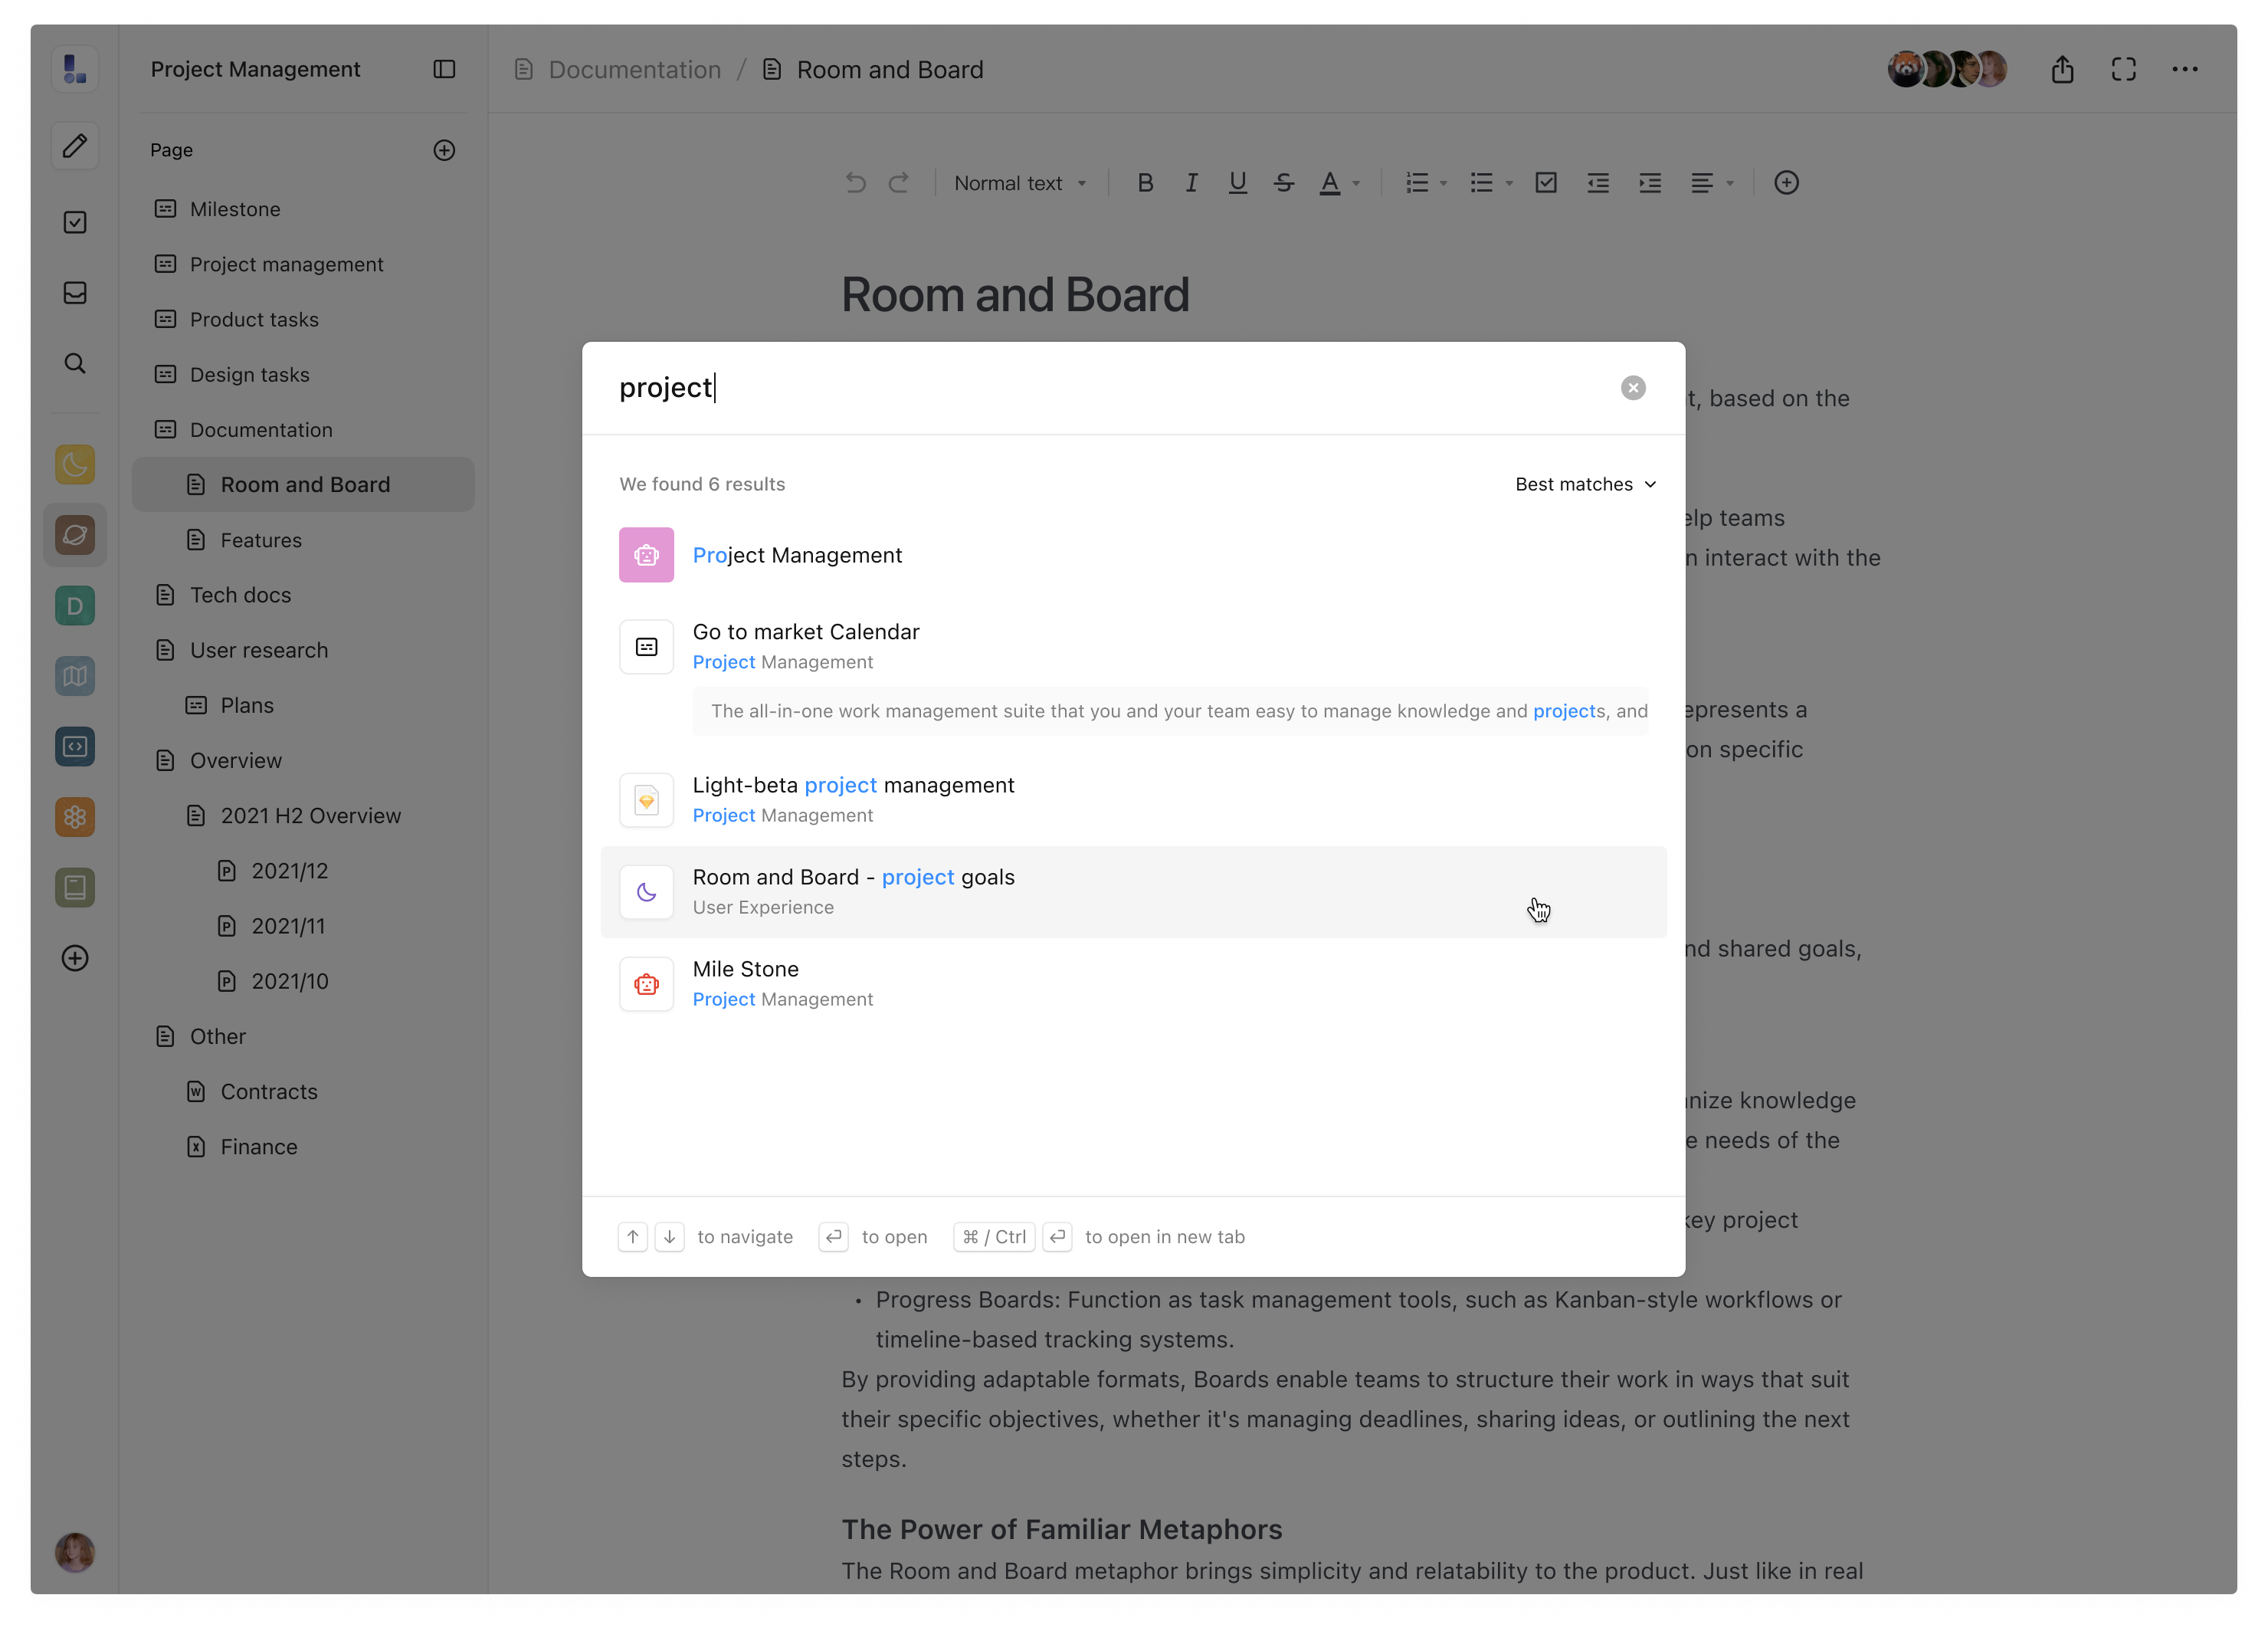 Project Management
Documentation / Room and Board
Page
Normal text
B I U S A
Milestone
Project management
Product tasks
Design tasks
Documentation
Room and Board
Features
Tech docs
User research
Plans
Overview
2021 H2 Overview
P 2021/12
P 2021/11
P 2021/10
Other
W Contracts
X Finance
D
Room and Board
t, based on the
elp teams
n interact with the
epresents a
on specific
nd shared goals,
nize knowledge
e needs of the
key project
project
We found 6 results
Best matches
Project Management
Go to market Calendar
Project Management
The all-in-one work management suite that you and your team easy to manage knowledge and projects, and
Light-beta project management
Project Management
Room and Board - project goals
User Experience
Mile Stone
Project Management
↑ ↓ to navigate ↵ to open ⌘ / Ctrl ↵ to open in new tab
• Progress Boards: Function as task management tools, such as Kanban-style workflows or
timeline-based tracking systems.
By providing adaptable formats, Boards enable teams to structure their work in ways that suit
their specific objectives, whether it's managing deadlines, sharing ideas, or outlining the next
steps.
The Power of Familiar Metaphors
The Room and Board metaphor brings simplicity and relatability to the product. Just like in real